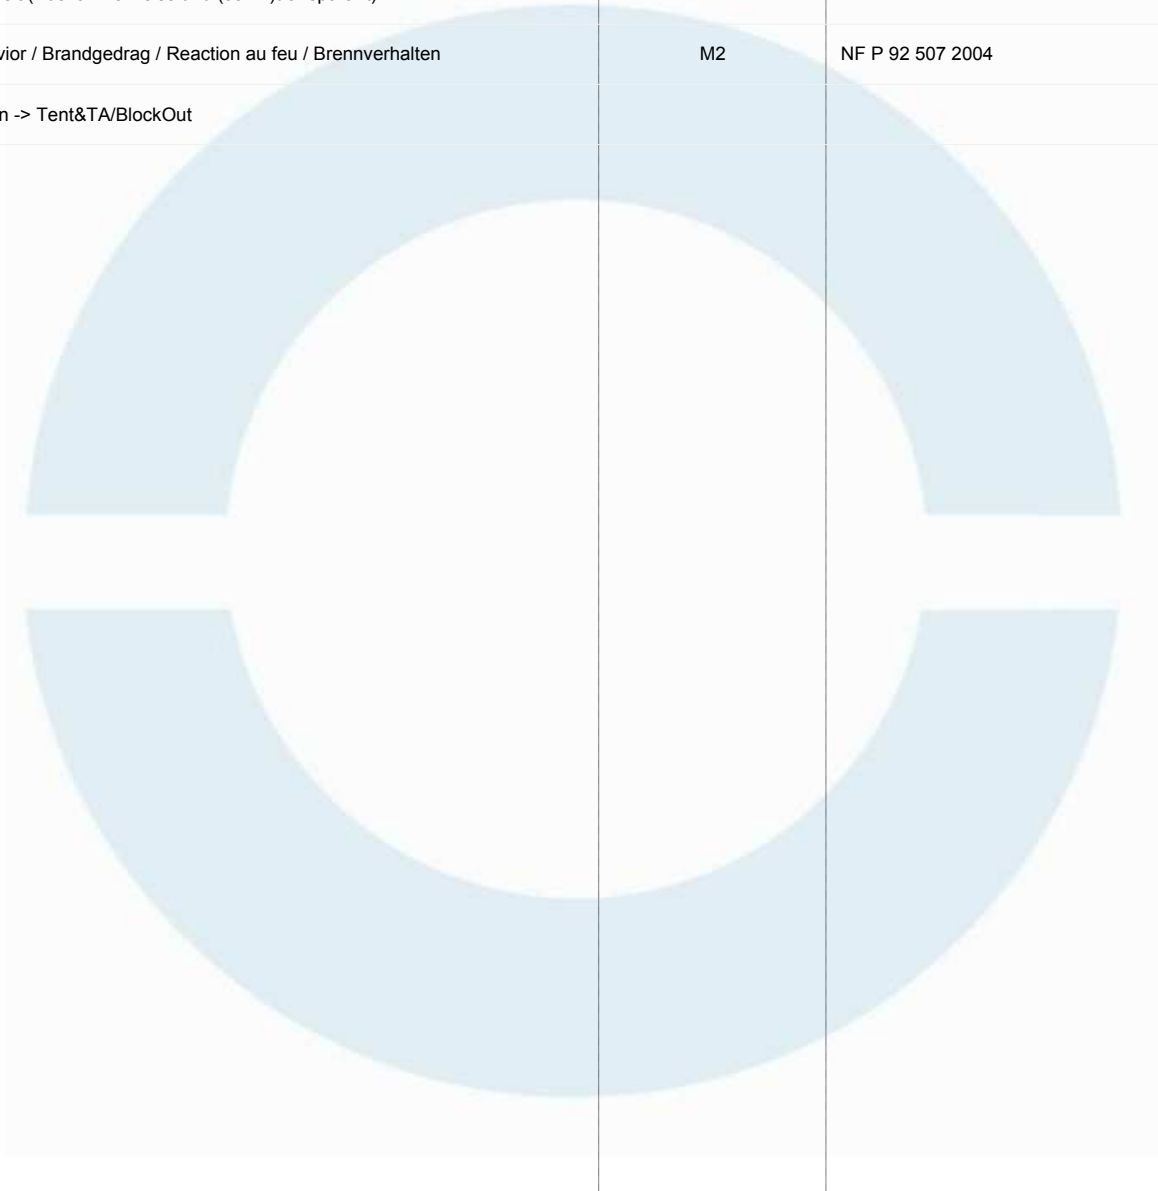 vior / Brandgedrag / Reaction au feu / Brennverhalten M2 NF P 92 507 2004
n -> Tent&TA/BlockOut